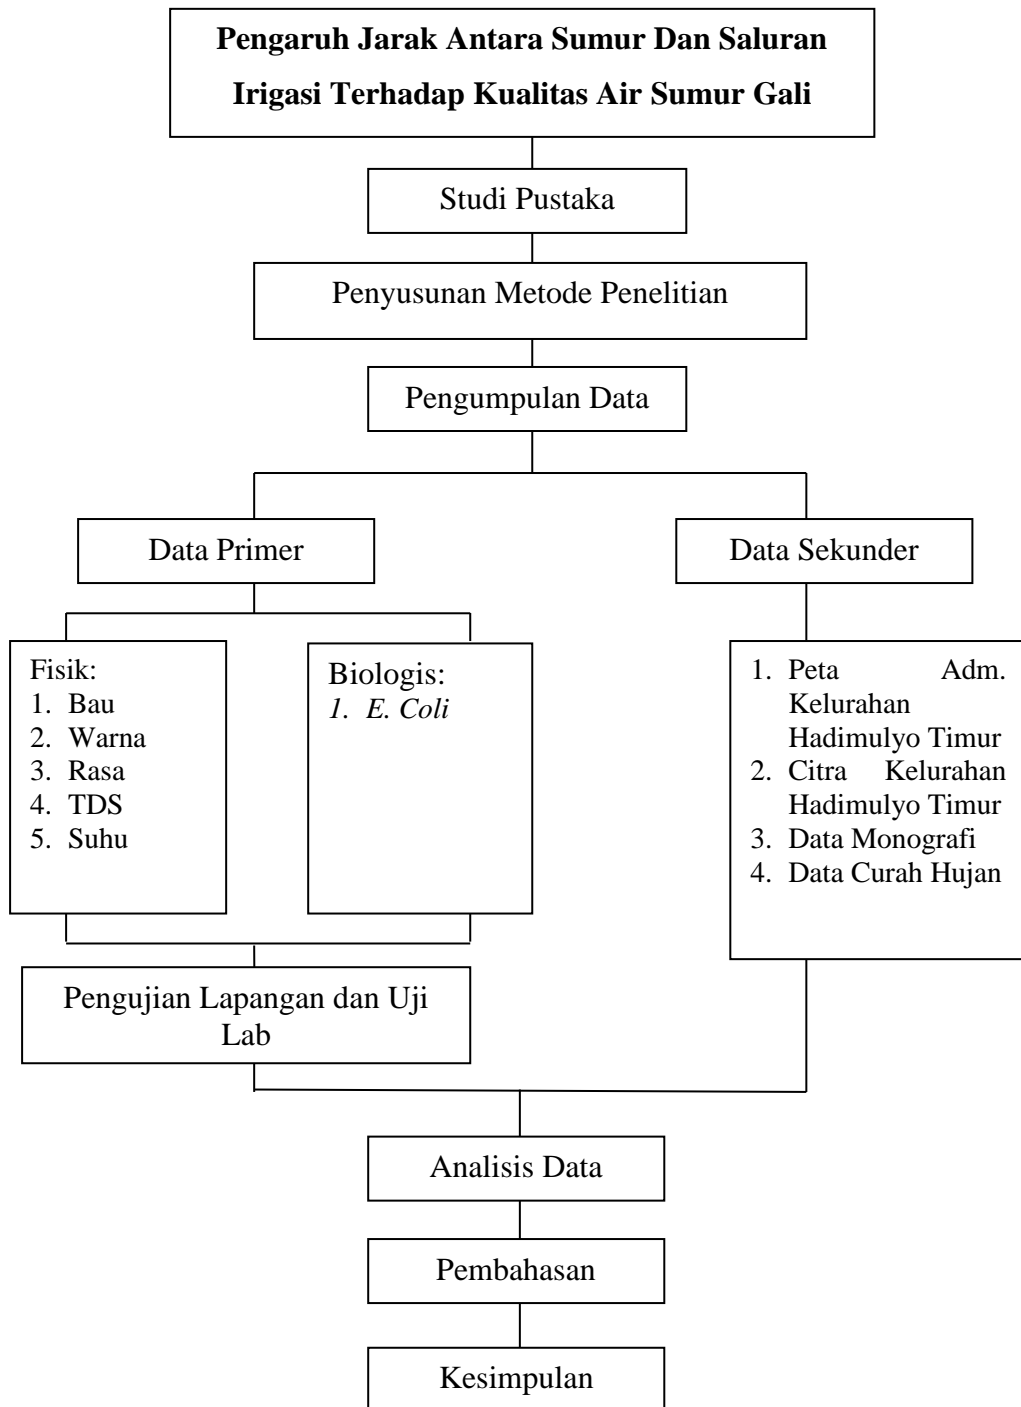 Pengaruh Jarak Antara Sumur Dan Saluran
Irigasi Terhadap Kualitas Air Sumur Gali
Studi Pustaka
Penyusunan Metode Penelitian
Pengumpulan Data
Data Primer
Data Sekunder
Fisik:
1. Bau
2. Warna
3. Rasa
4. TDS
5. Suhu
Biologis:
1. E. Coli
1. Peta Adm.
Kelurahan
Hadimulyo Timur
2. Citra Kelurahan
Hadimulyo Timur
3. Data Monografi
4. Data Curah Hujan
Pengujian Lapangan dan Uji
Lab
Analisis Data
Pembahasan
Kesimpulan